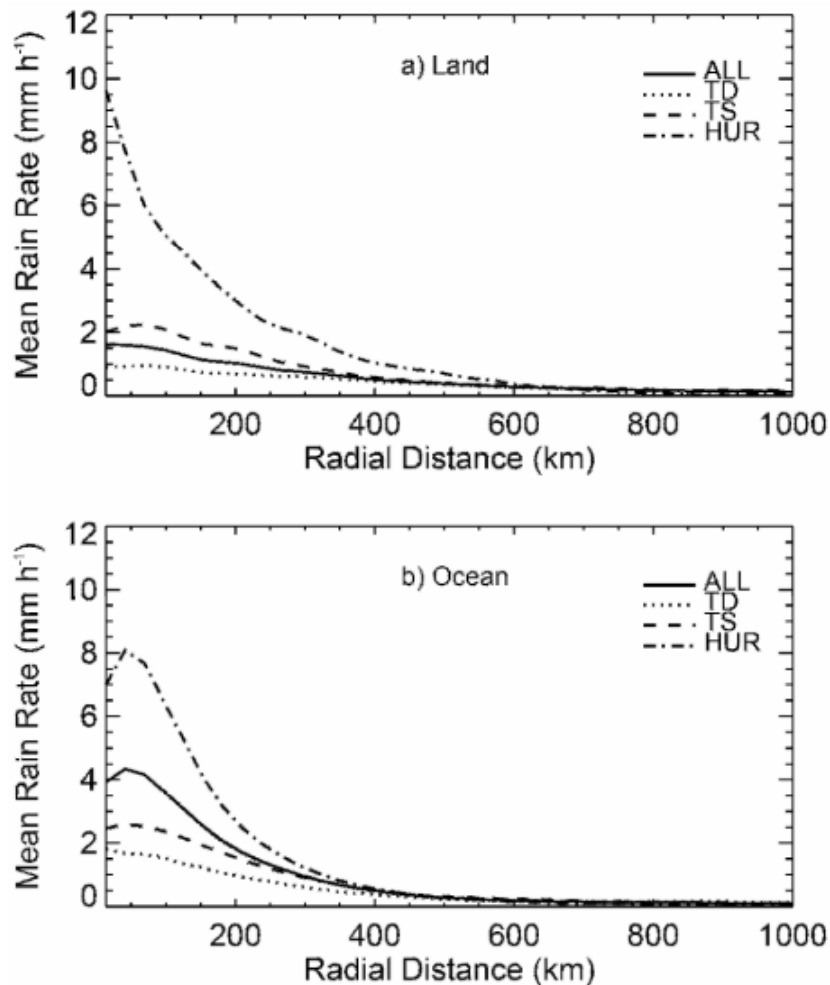 12
10
8
6
4
2
0
Mean Rain Rate (mm h⁻¹)
a) Land
ALL
TD
TS
HUR
200 400 600 800 1000
Radial Distance (km)
12
10
8
6
4
2
0
Mean Rain Rate (mm h⁻¹)
b) Ocean
ALL
TD
TS
HUR
200 400 600 800 1000
Radial Distance (km)